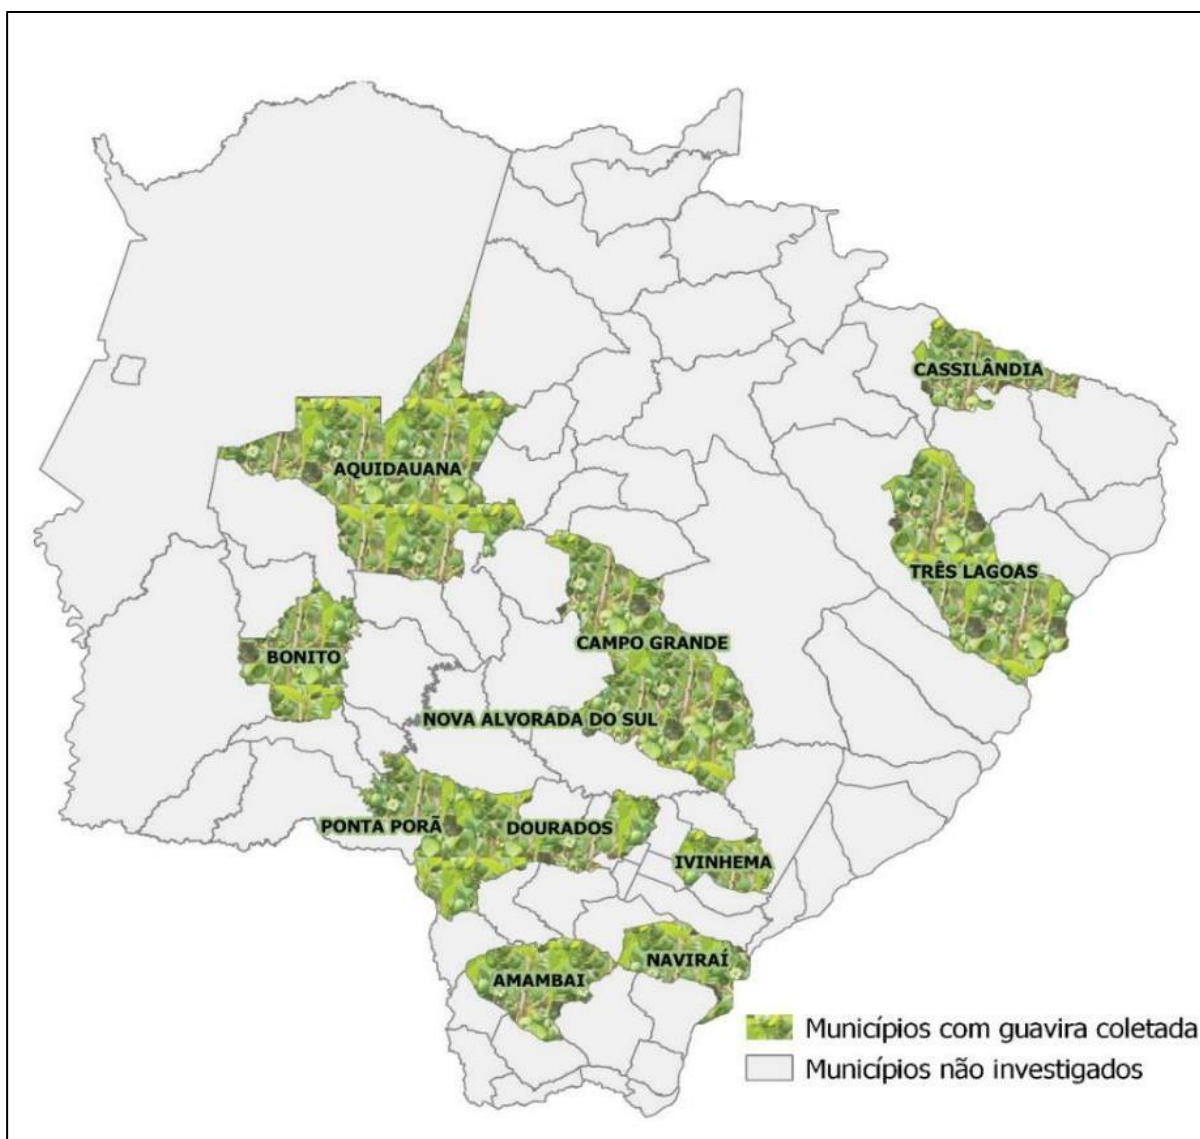 CASSILÂNDIA
AQUIDAUANA
TRÊS LAGOAS
CAMPO GRANDE
BONITO
NOVA ALVORADA DO SUL
PONTA PORÃ
DOURADOS
IVINHEMA
NAVIRAÍ
AMAMBAI
Municípios com guavira coletada
Municípios não investigados